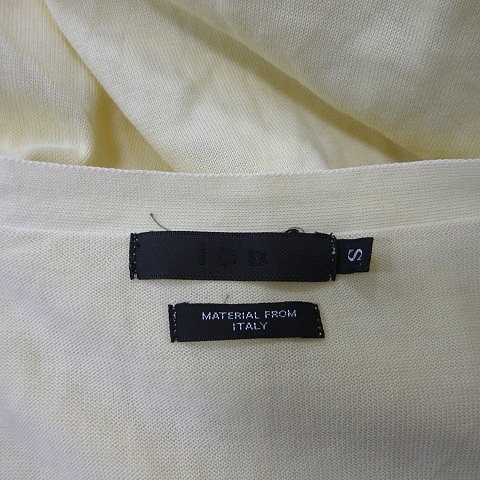 iCB
S
MATERIAL FROM
ITALY